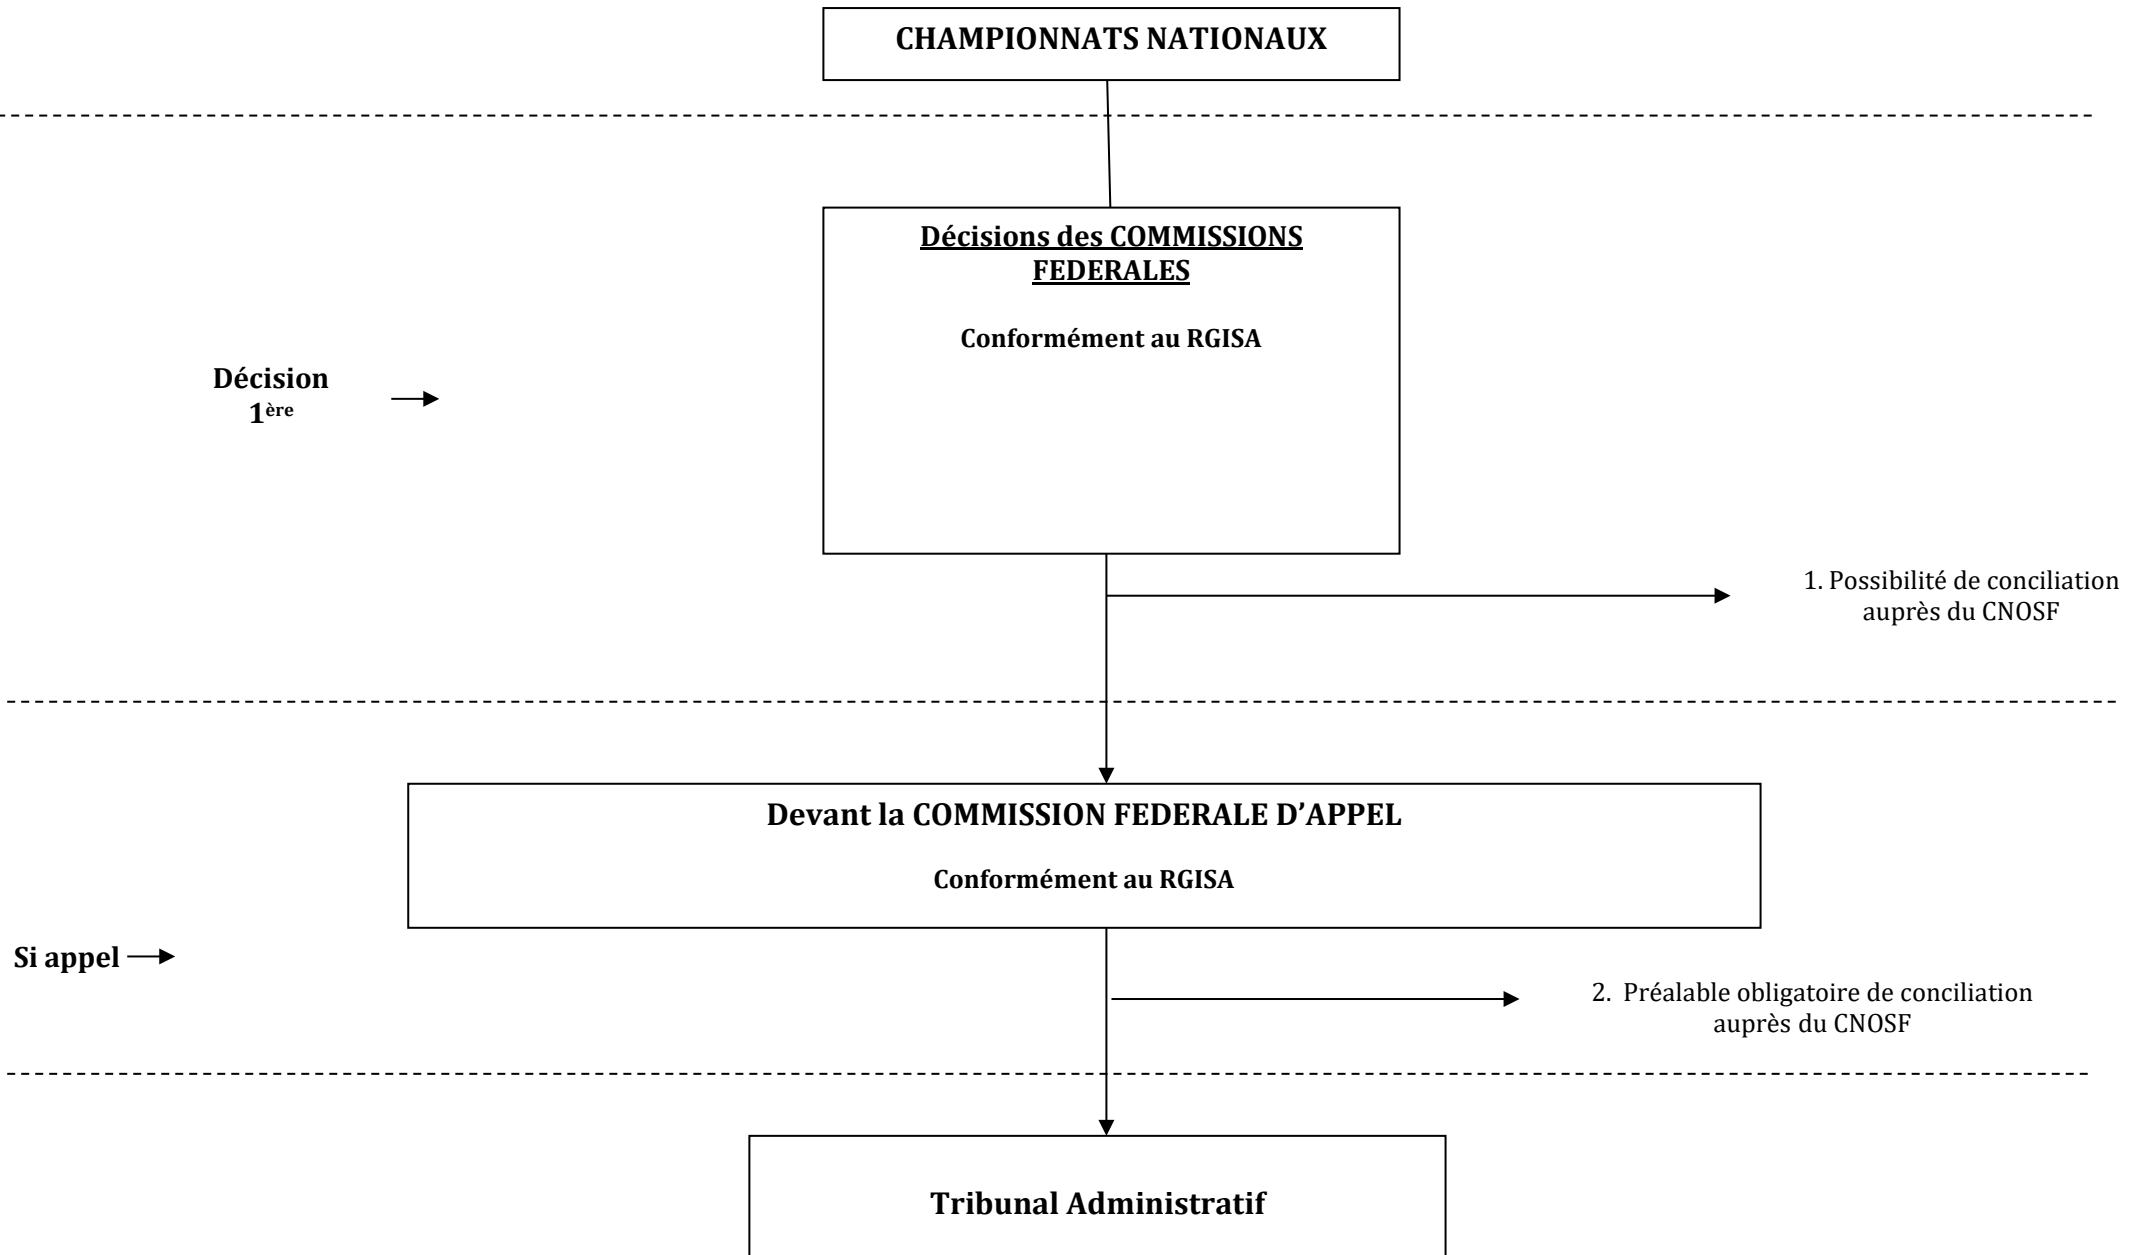 CHAMPIONNATS NATIONAUX
Décisions des COMMISSIONS
FEDERALES
Conformément au RGISA
Décision
1ère
1. Possibilité de conciliation
auprès du CNOSF
Devant la COMMISSION FEDERALE D’APPEL
Conformément au RGISA
Si appel
2. Préalable obligatoire de conciliation
auprès du CNOSF
Tribunal Administratif